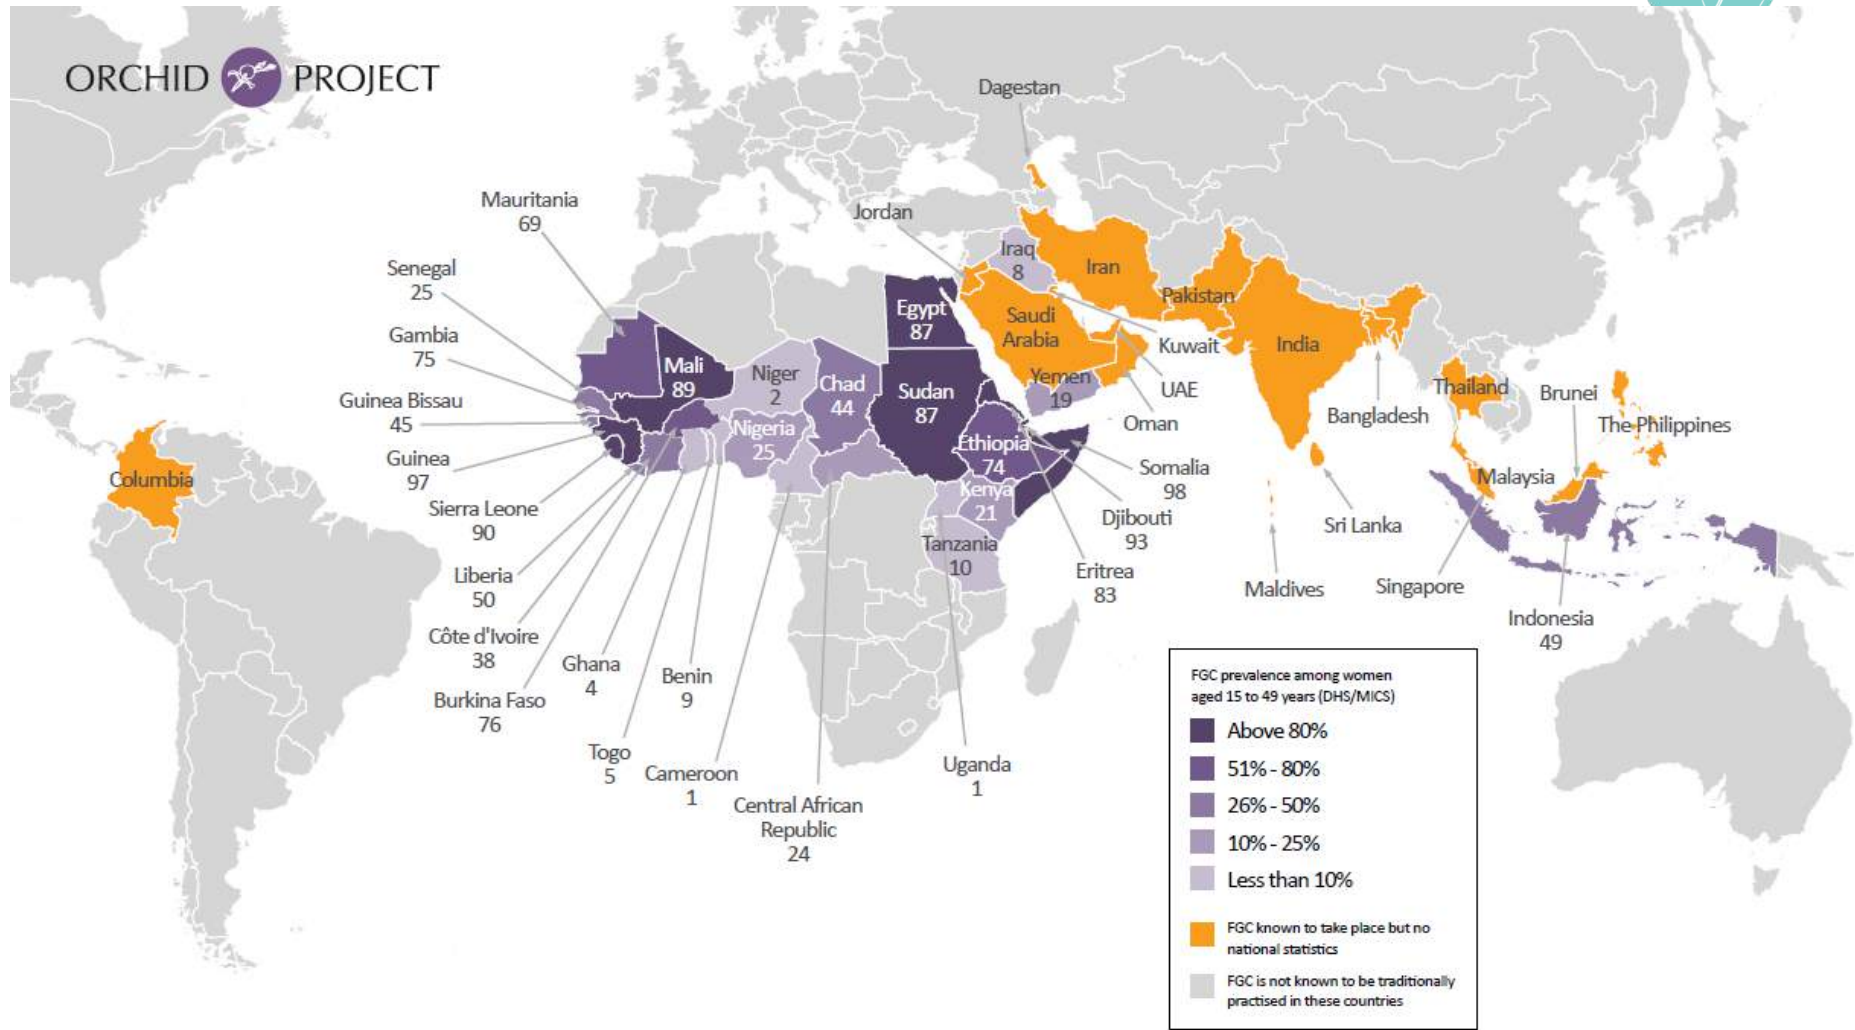 ORCHID PROJECT
Dagestan
Mauritania
69
Jordan
Senegal
25
Iraq
8
Iran
Pakistan
Egypt
87
Saudi
Arabia
Gambia
75
Kuwait
India
Mali
89
Niger
2
Chad
44
Sudan
87
Yemen
19
UAE
Thailand
Brunei
Bangladesh
The Philippines
Guinea Bissau
45
Oman
Nigeria
25
Ethiopia
74
Guinea
97
Somalia
98
Columbia
Malaysia
Kenya
21
Sierra Leone
90
Djibouti
93
Sri Lanka
Tanzania
10
Liberia
50
Eritrea
83
Maldives
Singapore
Indonesia
49
Côte d'Ivoire
38
Ghana
4
Benin
9
Burkina Faso
76
Togo
5
Cameroon
1
Uganda
1
Central African
Republic
24
FGC prevalence among women
aged 15 to 49 years (DHS/MICS)
Above 80%
51% - 80%
26% - 50%
10% - 25%
Less than 10%
FGC known to take place but no
national statistics
FGC is not known to be traditionally
practised in these countries